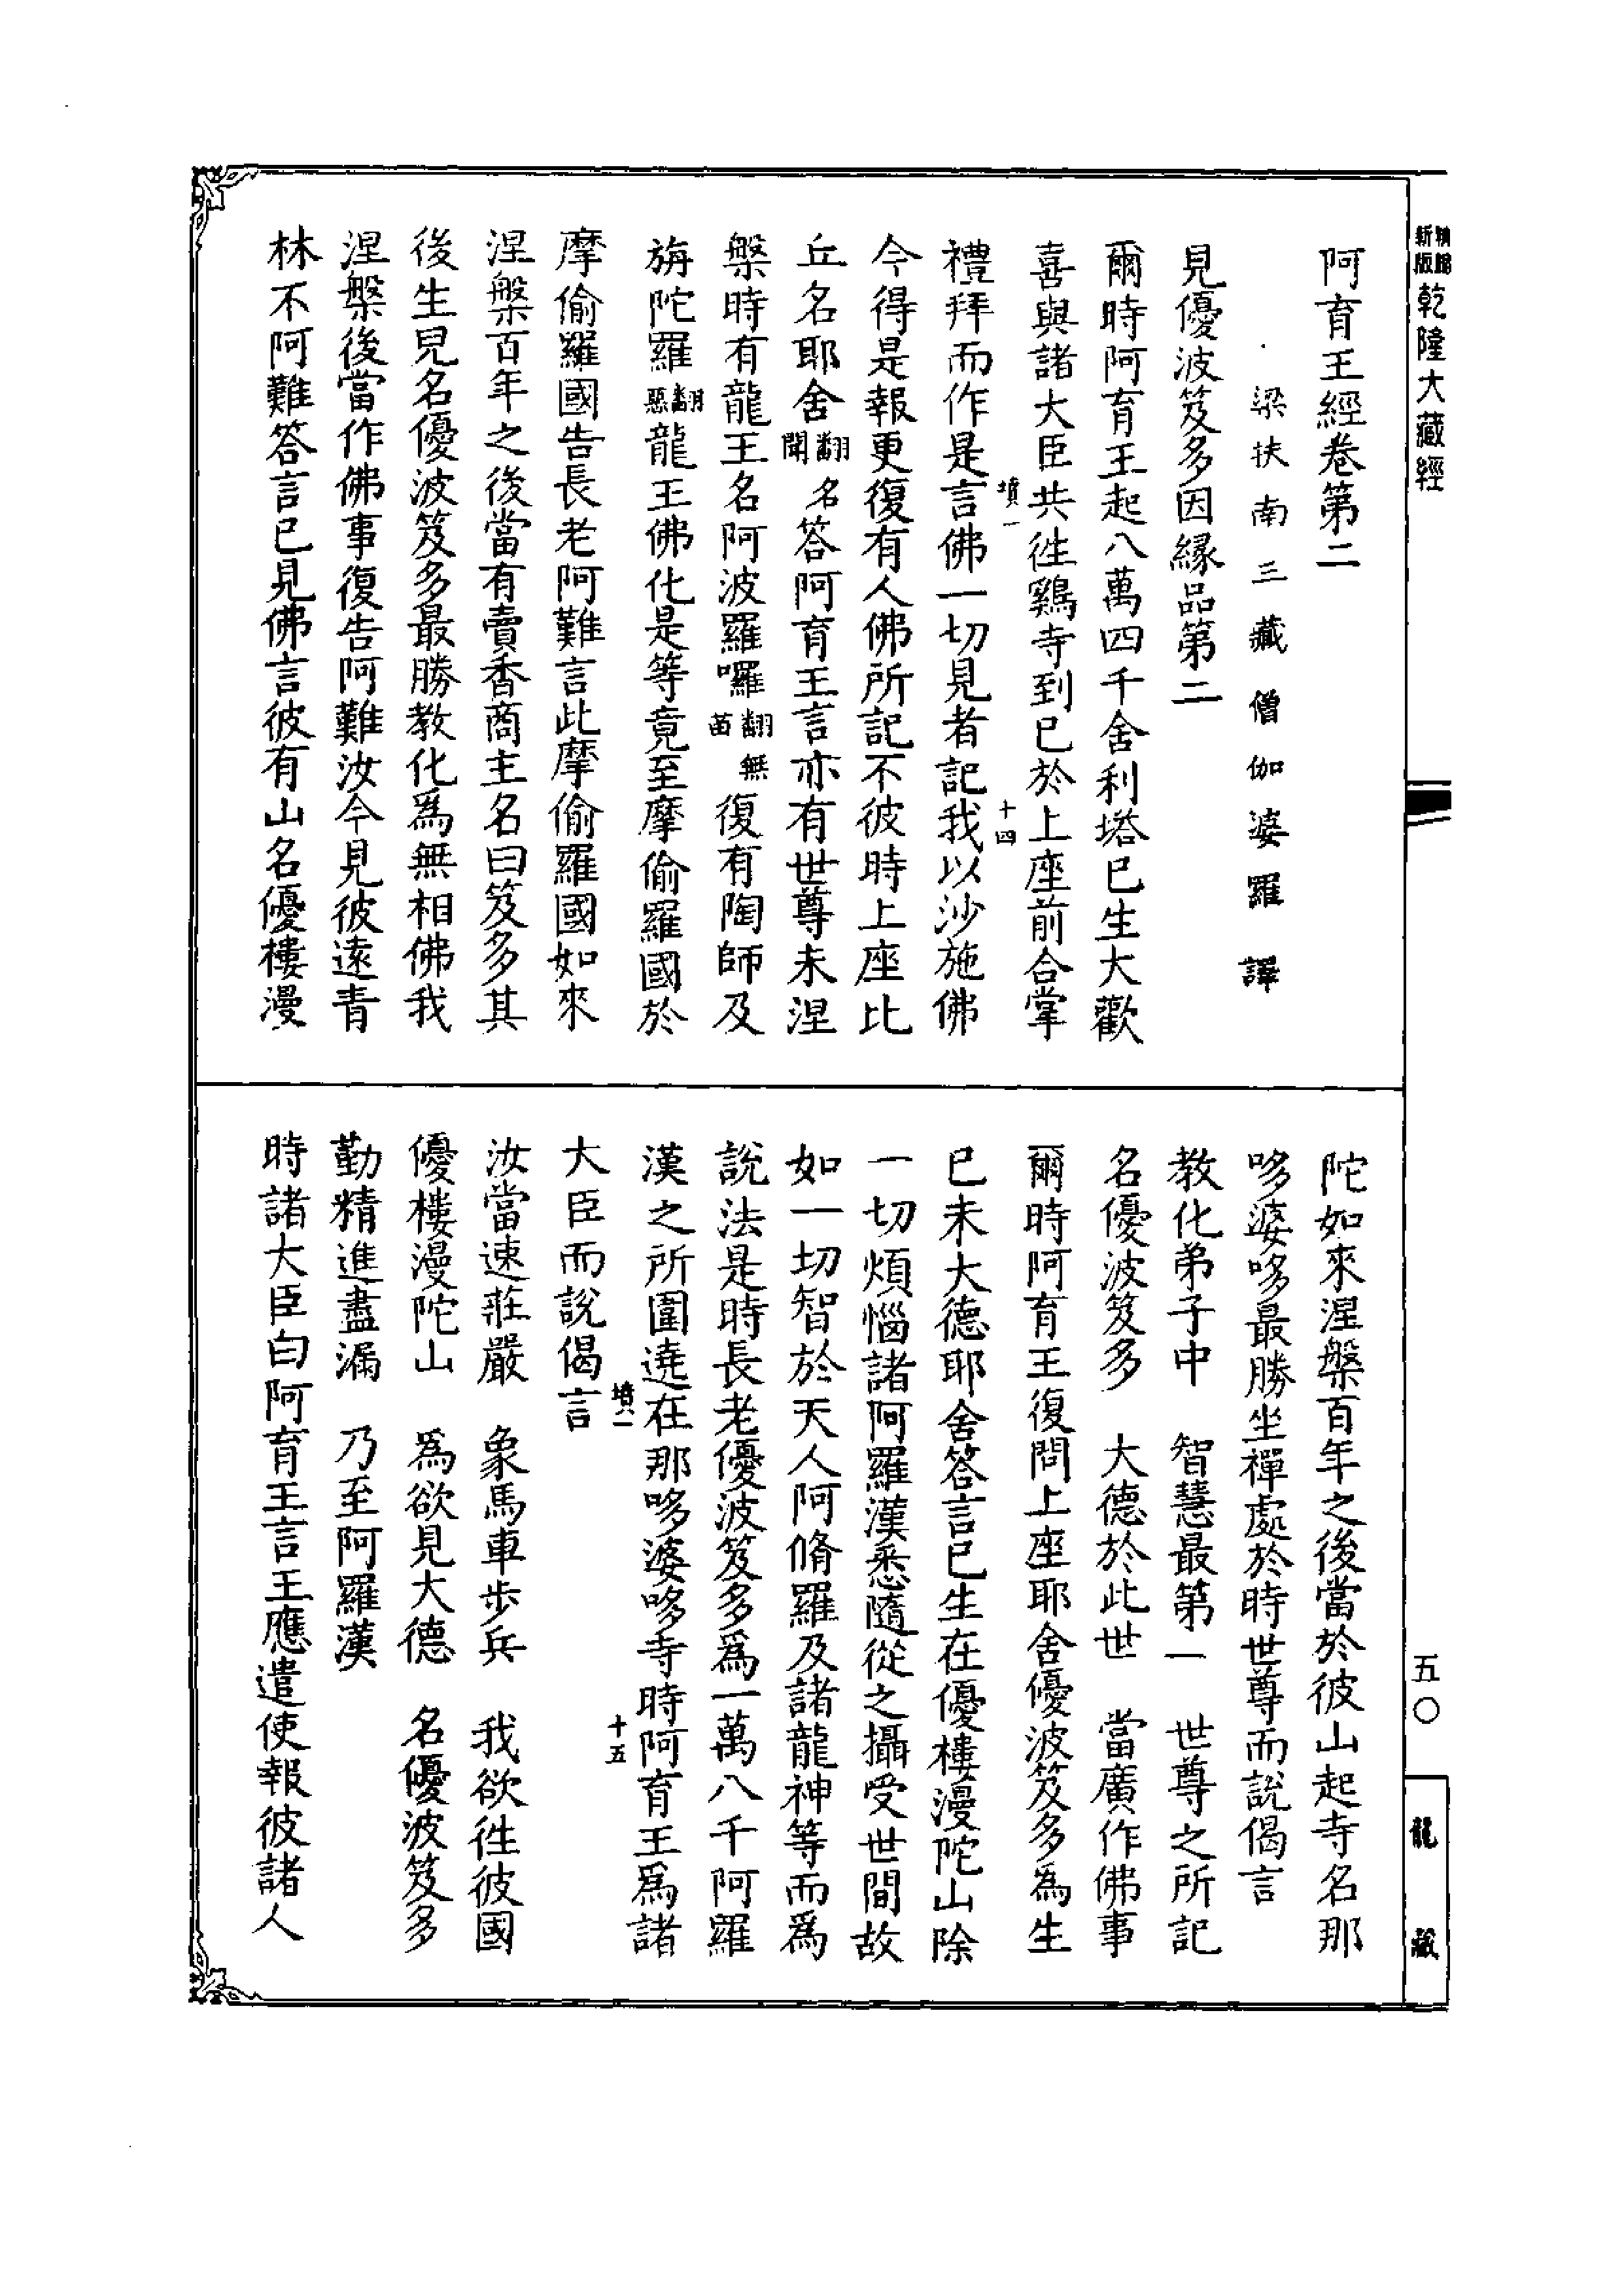 新版乾隆大藏經
阿育王經卷第二
梁扶南三藏僧伽婆羅譯
見優波笈多因緣品第二
爾時阿育王起八萬四千舍利塔已生大歡
喜與諸大臣共徃鷄寺到已於上座前合掌
禮拜而作是言佛一切見者記我以沙施佛
今得是報更復有人佛所記不彼時上座比
丘名耶舍翻名聞答阿育王言亦有世尊未涅
槃時有龍王名阿波羅囉翻無苗復有陶師及
旃陀羅翻惡龍王佛化是等竟至摩偷羅國於
摩偷羅國告長老阿難言此摩偷羅國如來
涅槃百年之後當有賣香商主名曰笈多其
後生兒名優波笈多最勝教化爲無相佛我
涅槃後當作佛事復告阿難汝今見彼遠青
林不阿難答言已見佛言彼有山名優樓漫
陀如來涅槃百年之後當於彼山起寺名那
哆婆哆最勝坐禪處於時世尊而說偈言
教化弟子中　智慧最第一　世尊之所記
名優波笈多　大德於此世　當廣作佛事
爾時阿育王復問上座耶舍優波笈多為生
已未大德耶舍答言已生在優樓漫陀山除
一切煩惱諸阿羅漢悉隨從之攝受世間故
如一切智於天人阿脩羅及諸龍神等而爲
說法是時長老優波笈多爲一萬八千阿羅
漢之所圍遶在那哆婆哆寺時阿育王爲諸
大臣而說偈言
汝當速莊嚴　象馬車步兵　我欲徃彼國
優樓漫陀山　爲欲見大德　名優波笈多
勤精進盡漏　乃至阿羅漢
時諸大臣白阿育王言王應遣使報彼諸人
十四
十五
五〇
龍藏